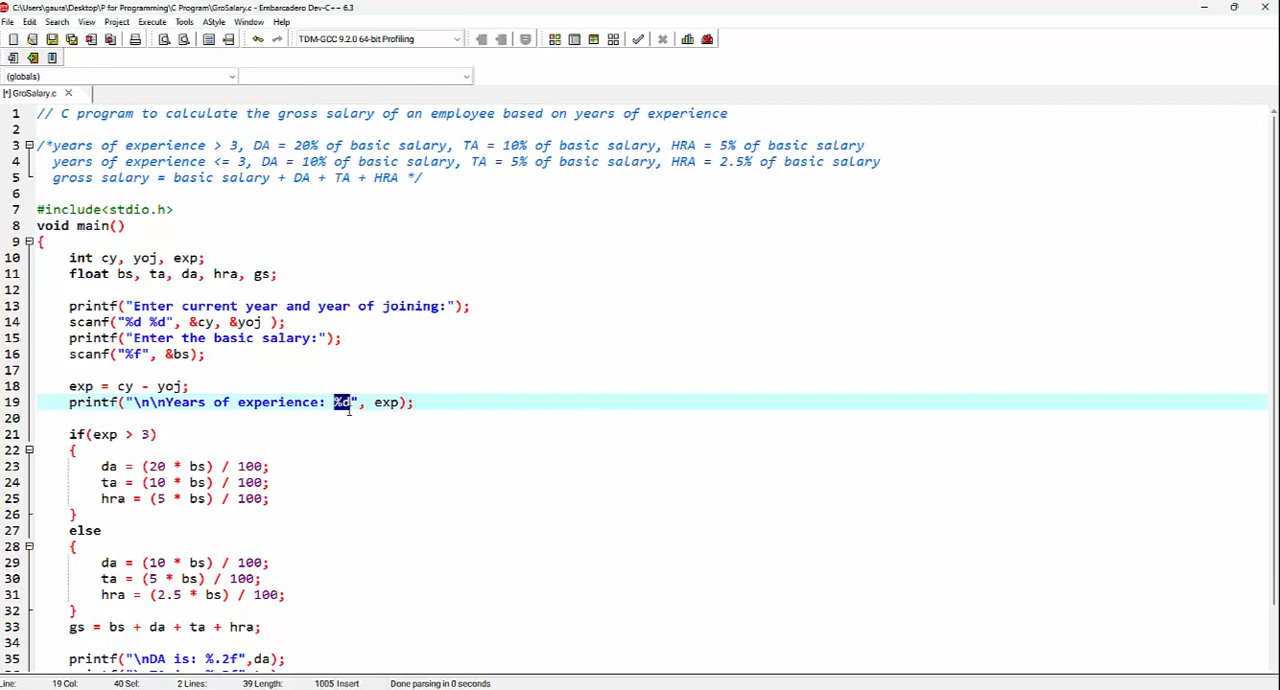 C:\Users\gaura\Desktop\P for Programming\C Program\GroSalary.c - Embarcadero Dev-C++ 6.3
File Edit Search View Project Execute Tools AStyle Window Help
TDM-GCC 9.2.0 64-bit Profiling
(globals)
[*] GroSalary.c
1 // C program to calculate the gross salary of an employee based on years of experience
2
3 /*years of experience > 3, DA = 20% of basic salary, TA = 10% of basic salary, HRA = 5% of basic salary
4 years of experience <= 3, DA = 10% of basic salary, TA = 5% of basic salary, HRA = 2.5% of basic salary
5 gross salary = basic salary + DA + TA + HRA */
6
7 #include<stdio.h>
8 void main()
9 {
10 int cy, yoj, exp;
11 float bs, ta, da, hra, gs;
12
13 printf("Enter current year and year of joining:");
14 scanf("%d %d", &cy, &yoj );
15 printf("Enter the basic salary:");
16 scanf("%f", &bs);
17
18 exp = cy - yoj;
19 printf("\n\nYears of experience: %d", exp);
20
21 if(exp > 3)
22 {
23 da = (20 * bs) / 100;
24 ta = (10 * bs) / 100;
25 hra = (5 * bs) / 100;
26 }
27 else
28 {
29 da = (10 * bs) / 100;
30 ta = (5 * bs) / 100;
31 hra = (2.5 * bs) / 100;
32 }
33 gs = bs + da + ta + hra;
34
35 printf("\nDA is: %.2f",da);
Line: 19 Col: 40 Sel: 2 Lines: 39 Length: 1005 Insert Done parsing in 0 seconds